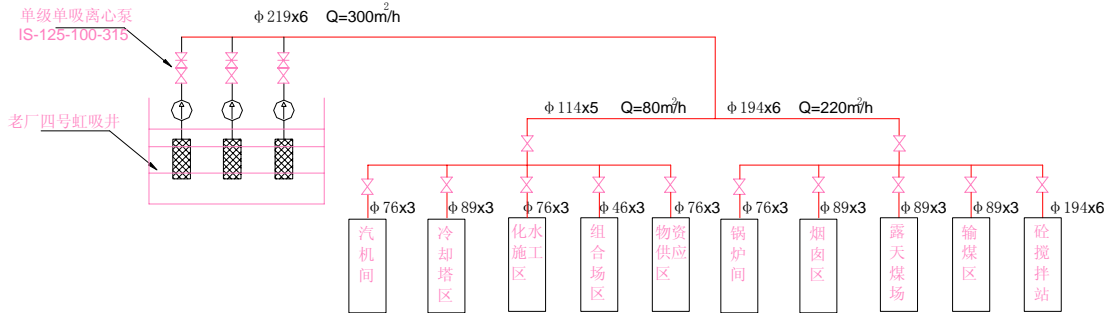 单级单吸离心泵
IS-125-100-315
φ219x6 Q=300m²/h
老厂四号虹吸井
φ114x5 Q=80m²/h
φ194x6 Q=220m²/h
φ76x3
φ89x3
φ76x3
φ46x3
φ76x3
φ76x3
φ89x3
φ89x3
φ89x3
φ194x6
汽机间
冷却塔区
化水施工区
组合场区
物资供应区
锅炉间
烟囱区
露天煤场
输煤区
砼搅拌站